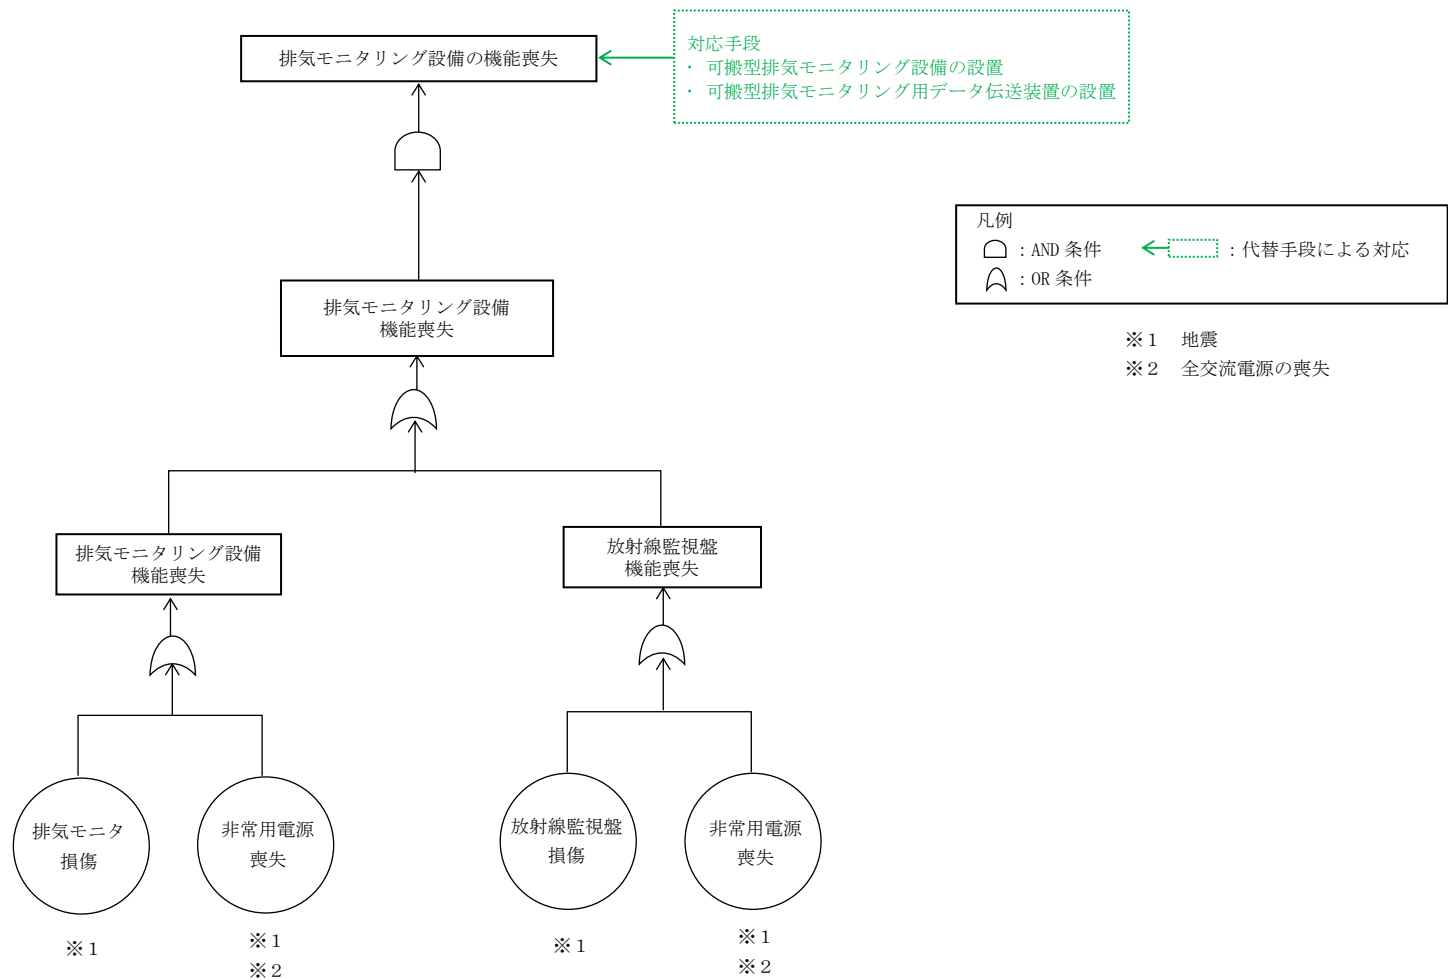 排気モニタリング設備の機能喪失
対応手段
・ 可搬型排気モニタリング設備の設置
・ 可搬型排気モニタリング用データ伝送装置の設置
凡例
：AND 条件
：代替手段による対応
：OR 条件
※１　地震
※２　全交流電源の喪失
排気モニタリング設備
機能喪失
排気モニタリング設備
機能喪失
放射線監視盤
機能喪失
排気モニタ
損傷
非常用電源
喪失
放射線監視盤
損傷
非常用電源
喪失
※１
※１
※２
※１
※１
※２